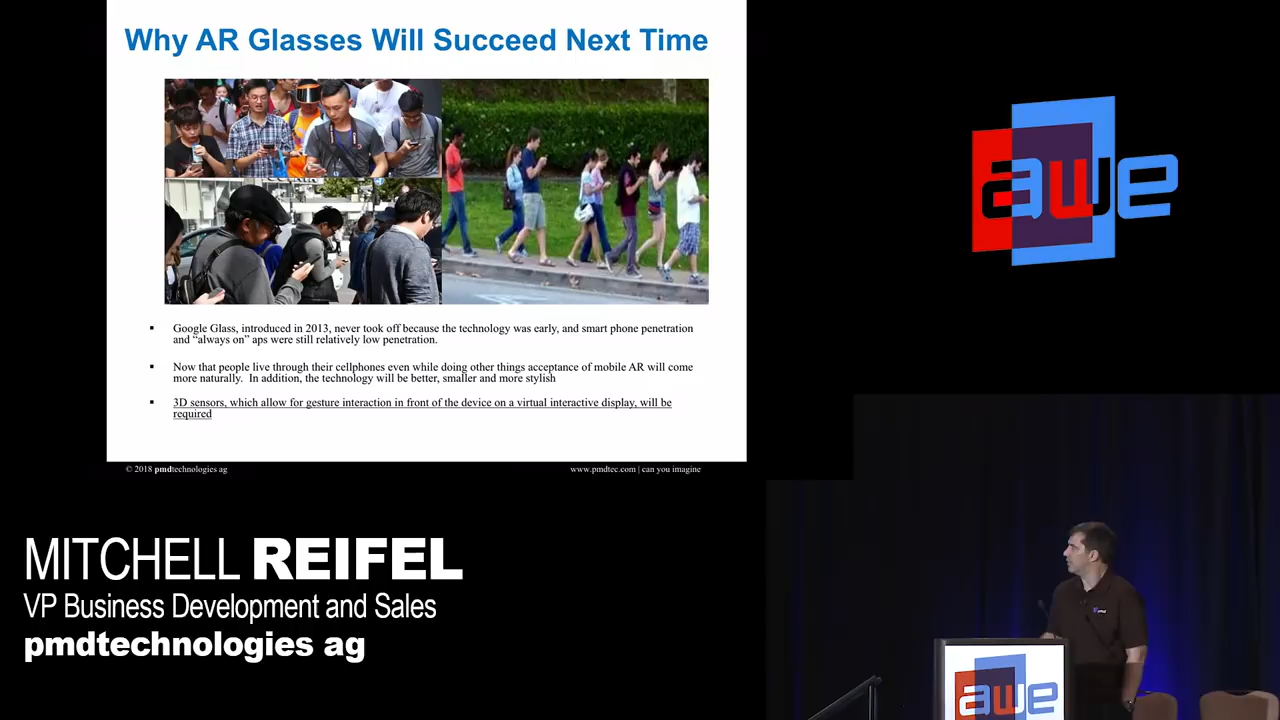 Why AR Glasses Will Succeed Next Time
▪ Google Glass, introduced in 2013, never took off because the technology was early, and smart phone penetration
and “always on” aps were still relatively low penetration.
▪ Now that people live through their cellphones even while doing other things acceptance of mobile AR will come
more naturally. In addition, the technology will be better, smaller and more stylish
▪ 3D sensors, which allow for gesture interaction in front of the device on a virtual interactive display, will be
required
© 2018 pmdtechnologies ag
www.pmdtec.com | can you imagine
awe
MITCHELL REIFEL
VP Business Development and Sales
pmdtechnologies ag
awe